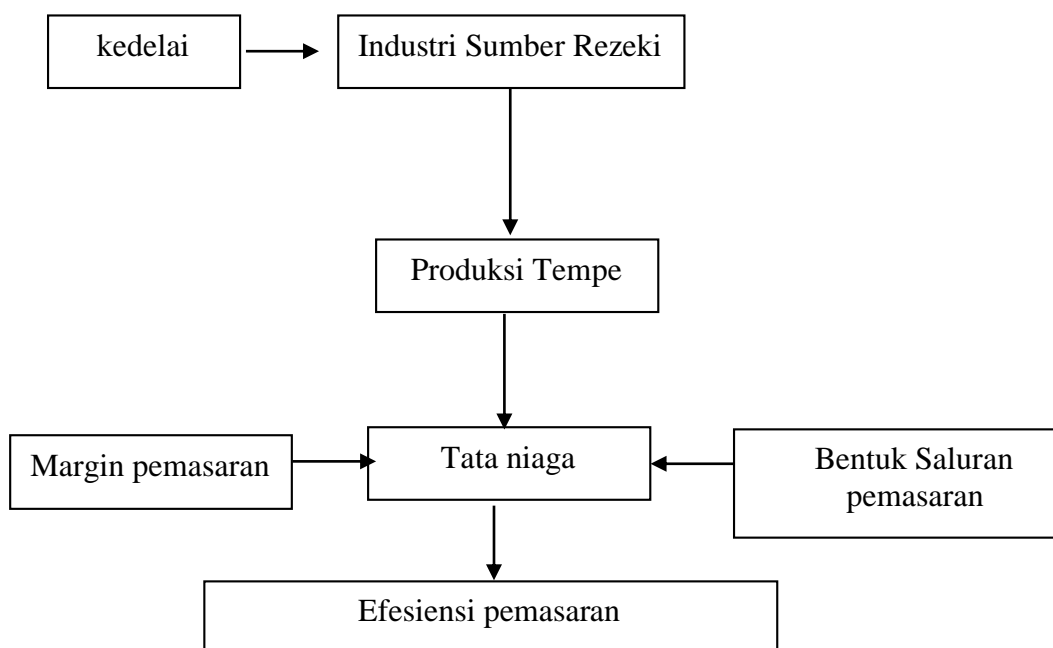 kedelai
Industri Sumber Rezeki
Produksi Tempe
Margin pemasaran
Tata niaga
Bentuk Saluran
pemasaran
Efesiensi pemasaran